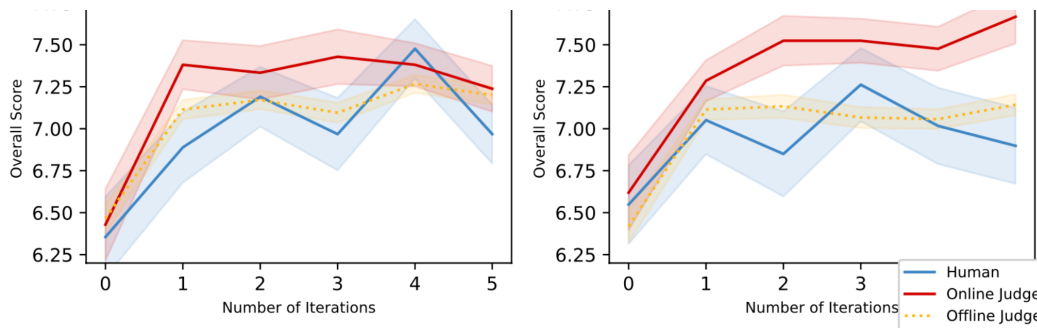 Overall Score
7.50
7.25
7.00
6.75
6.50
6.25
0 1 2 3 4 5
Number of Iterations
Overall Score
7.50
7.25
7.00
6.75
6.50
6.25
0 1 2 3
Number of Iterations
Human
Online Judge
Offline Judge